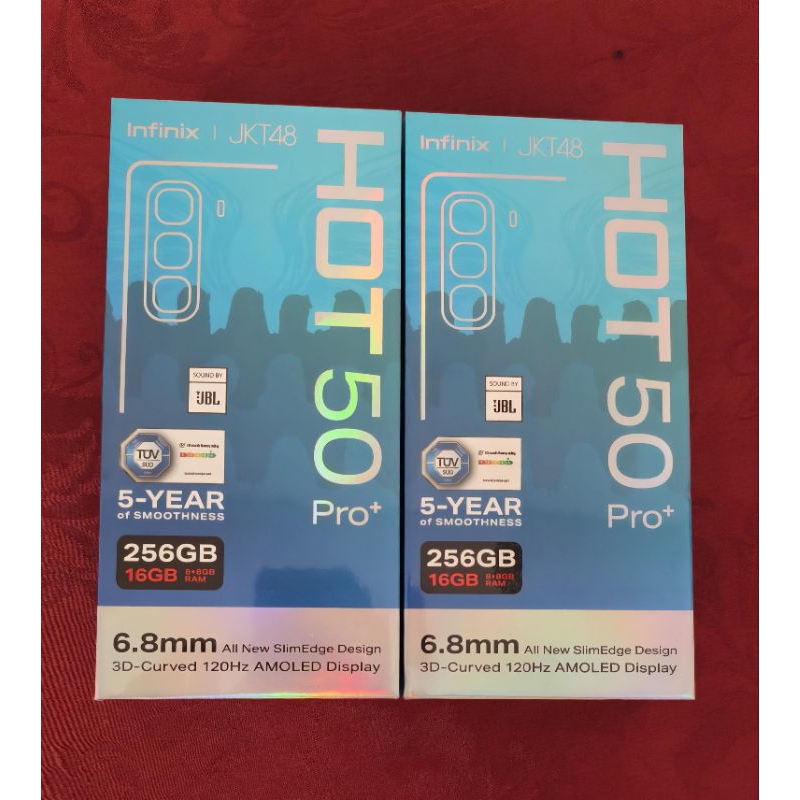 Infinix | JKT48
HOT 50
Pro+
SOUND BY
JBL
TÜV
SÜD
5-YEAR
of SMOOTHNESS
256GB
16GB 8+8GB
RAM
6.8mm All New SlimEdge Design
3D-Curved 120Hz AMOLED Display
Infinix | JKT48
HOT 50
Pro+
SOUND BY
JBL
TÜV
SÜD
5-YEAR
of SMOOTHNESS
256GB
16GB 8+8GB
RAM
6.8mm All New SlimEdge Design
3D-Curved 120Hz AMOLED Display